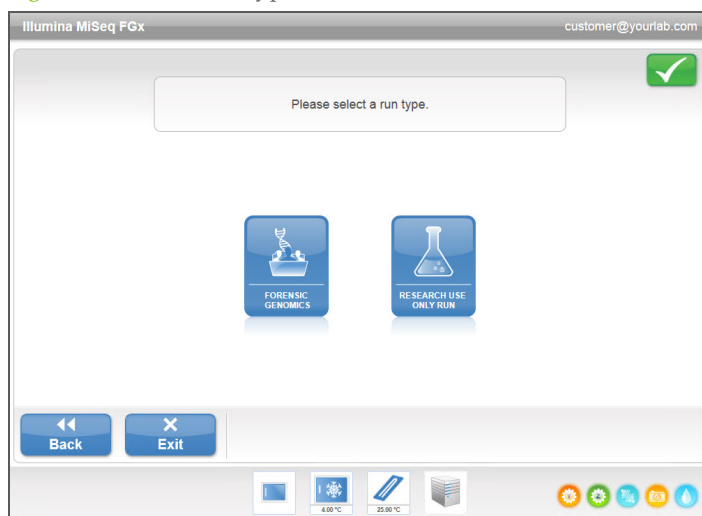 Illumina MiSeq FGx
customer@yourlab.com
Please select a run type.
FORENSIC
GENOMICS
RESEARCH USE
ONLY RUN
Back
Exit
4.00 °C
25.00 °C